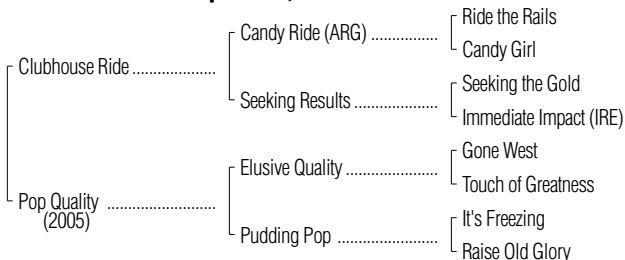 Ride the Rails
Candy Ride (ARG) ................
Candy Girl
Clubhouse Ride ....................
Seeking the Gold
Seeking Results ....................
Immediate Impact (IRE)
Gone West
Elusive Quality ......................
Touch of Greatness
Pop Quality ..........................
(2005)
It's Freezing
Pudding Pop ........................
Raise Old Glory